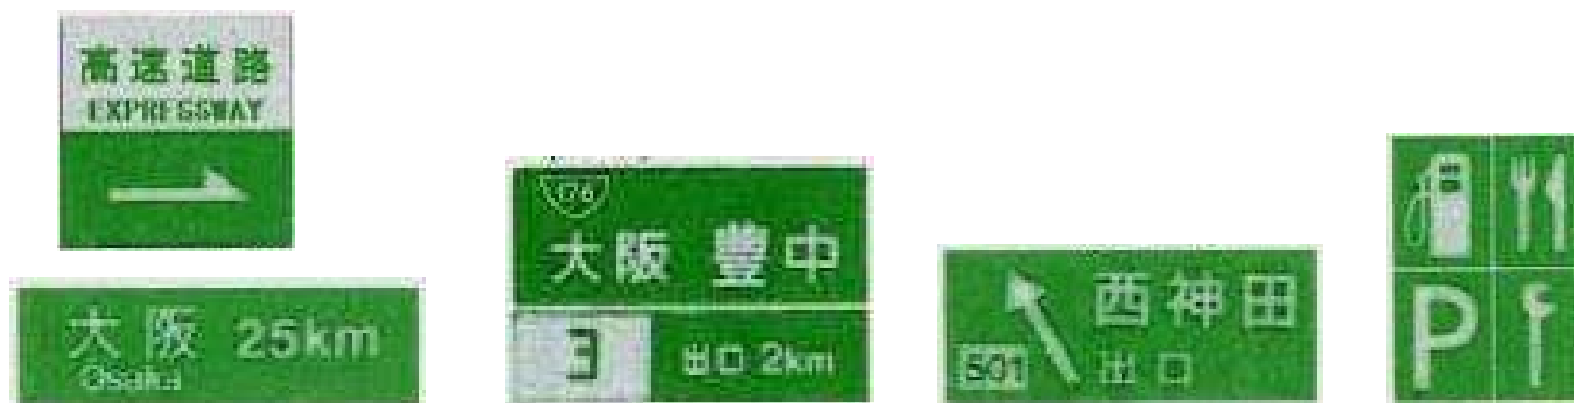 高速道路
EXPRESSWAY
大阪 25km
Osaka
176
大阪 豊中
3 出口 2km
西神田
501 出口
P